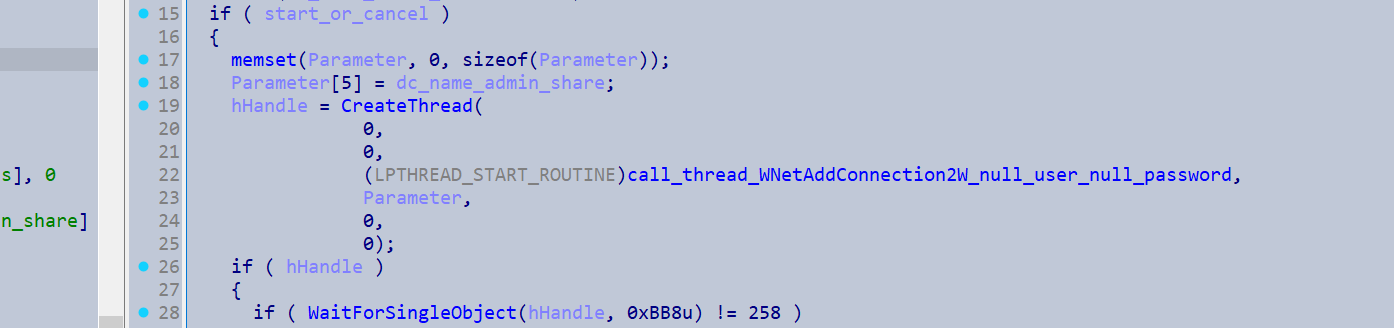 15 if ( start_or_cancel )
16 {
17 memset(Parameter, 0, sizeof(Parameter));
18 Parameter[5] = dc_name_admin_share;
19 hHandle = CreateThread(
20 0,
21 0,
s], 0
22 (LPTHREAD_START_ROUTINE)call_thread_WNetAddConnection2W_null_user_null_password,
23 Parameter,
n_share]
24 0,
25 0);
26 if ( hHandle )
27 {
28 if ( WaitForSingleObject(hHandle, 0xBB8u) != 258 )